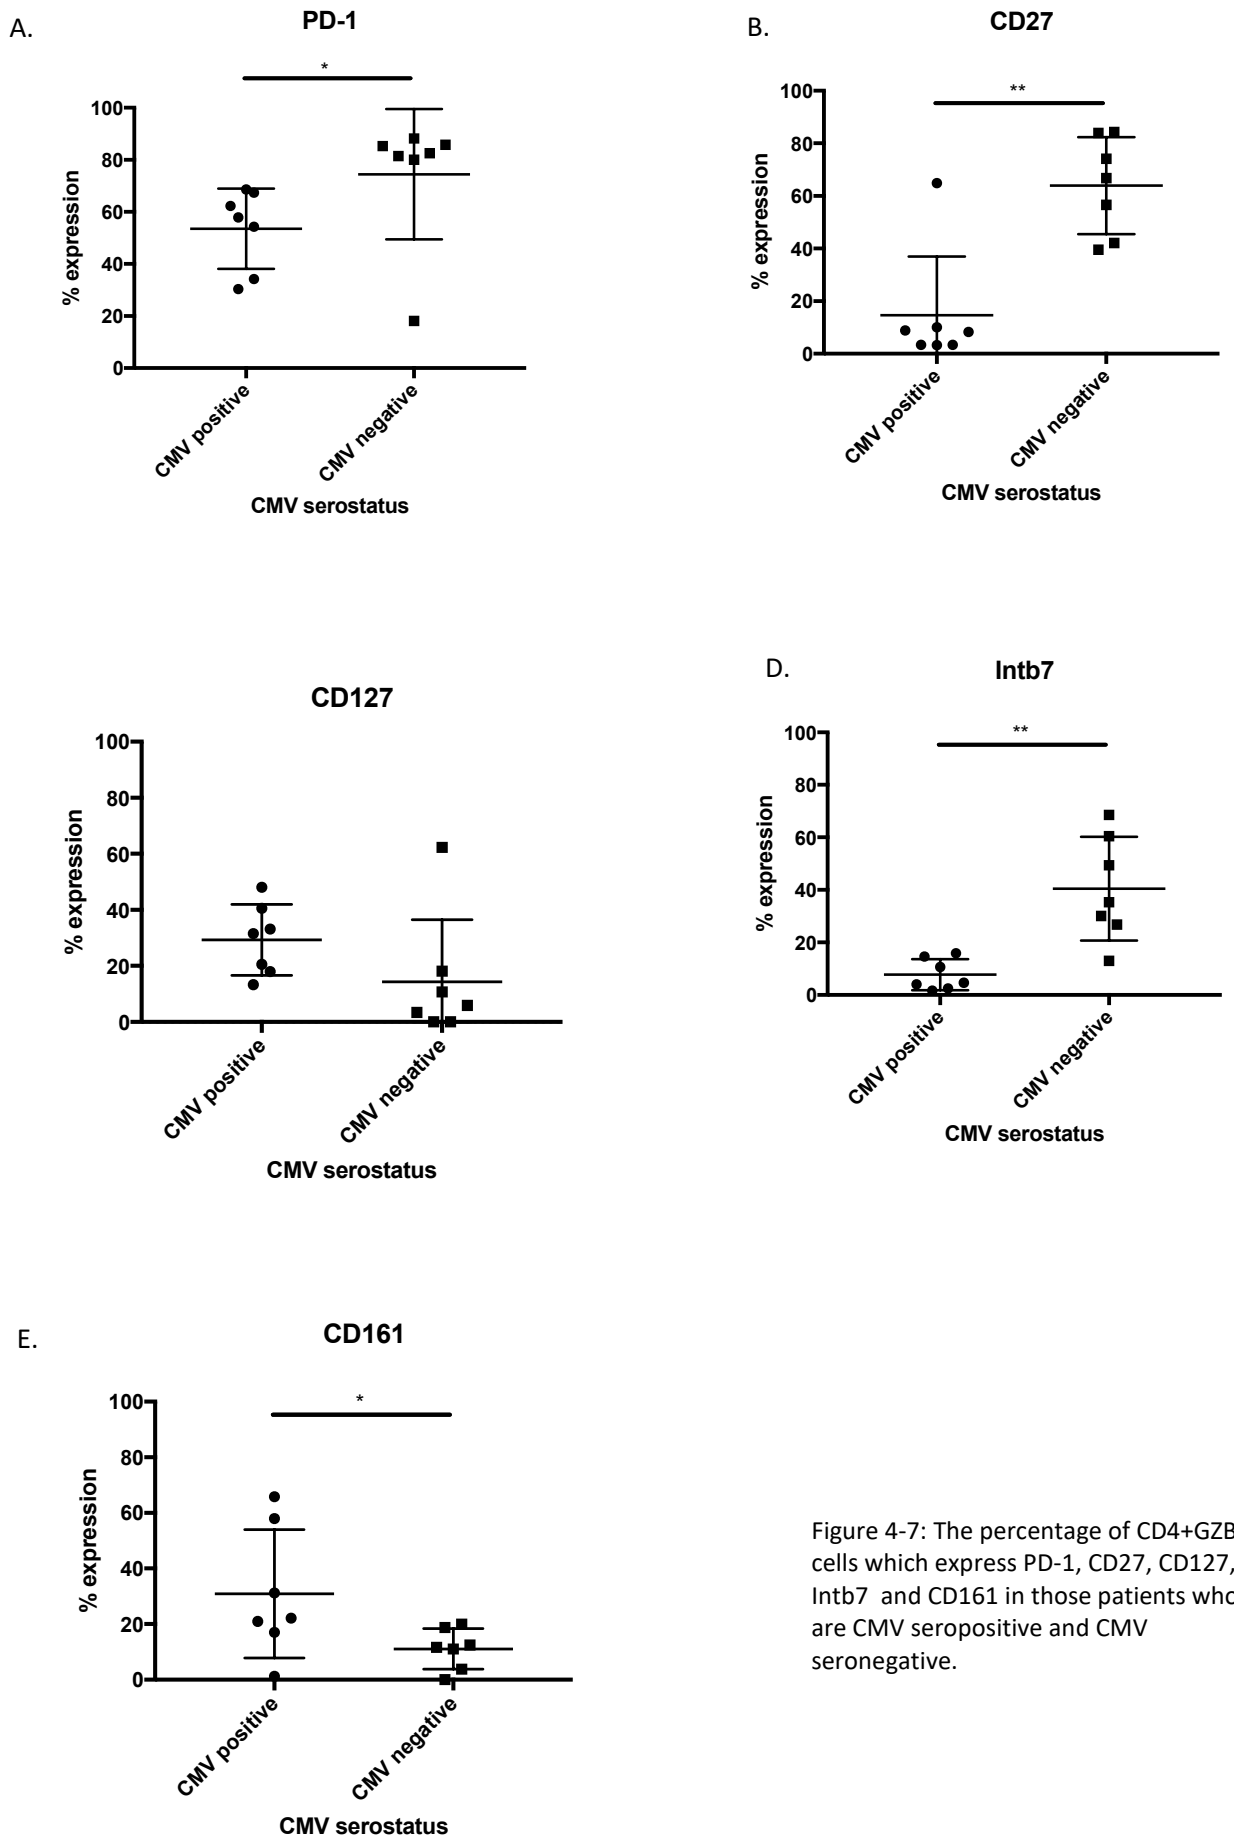 A.
PD-1
*
100
80
60
40
20
0
% expression
CMV positive
CMV negative
CMV serostatus
B.
CD27
**
100
80
60
40
20
0
% expression
CMV positive
CMV negative
CMV serostatus
CD127
100
80
60
40
20
0
% expression
CMV positive
CMV negative
CMV serostatus
D.
Intb7
**
100
80
60
40
20
0
% expression
CMV positive
CMV negative
CMV serostatus
E.
CD161
*
100
80
60
40
20
0
% expression
CMV positive
CMV negative
CMV serostatus
Figure 4-7: The percentage of CD4+GZB
cells which express PD-1, CD27, CD127,
Intb7 and CD161 in those patients who
are CMV seropositive and CMV
seronegative.